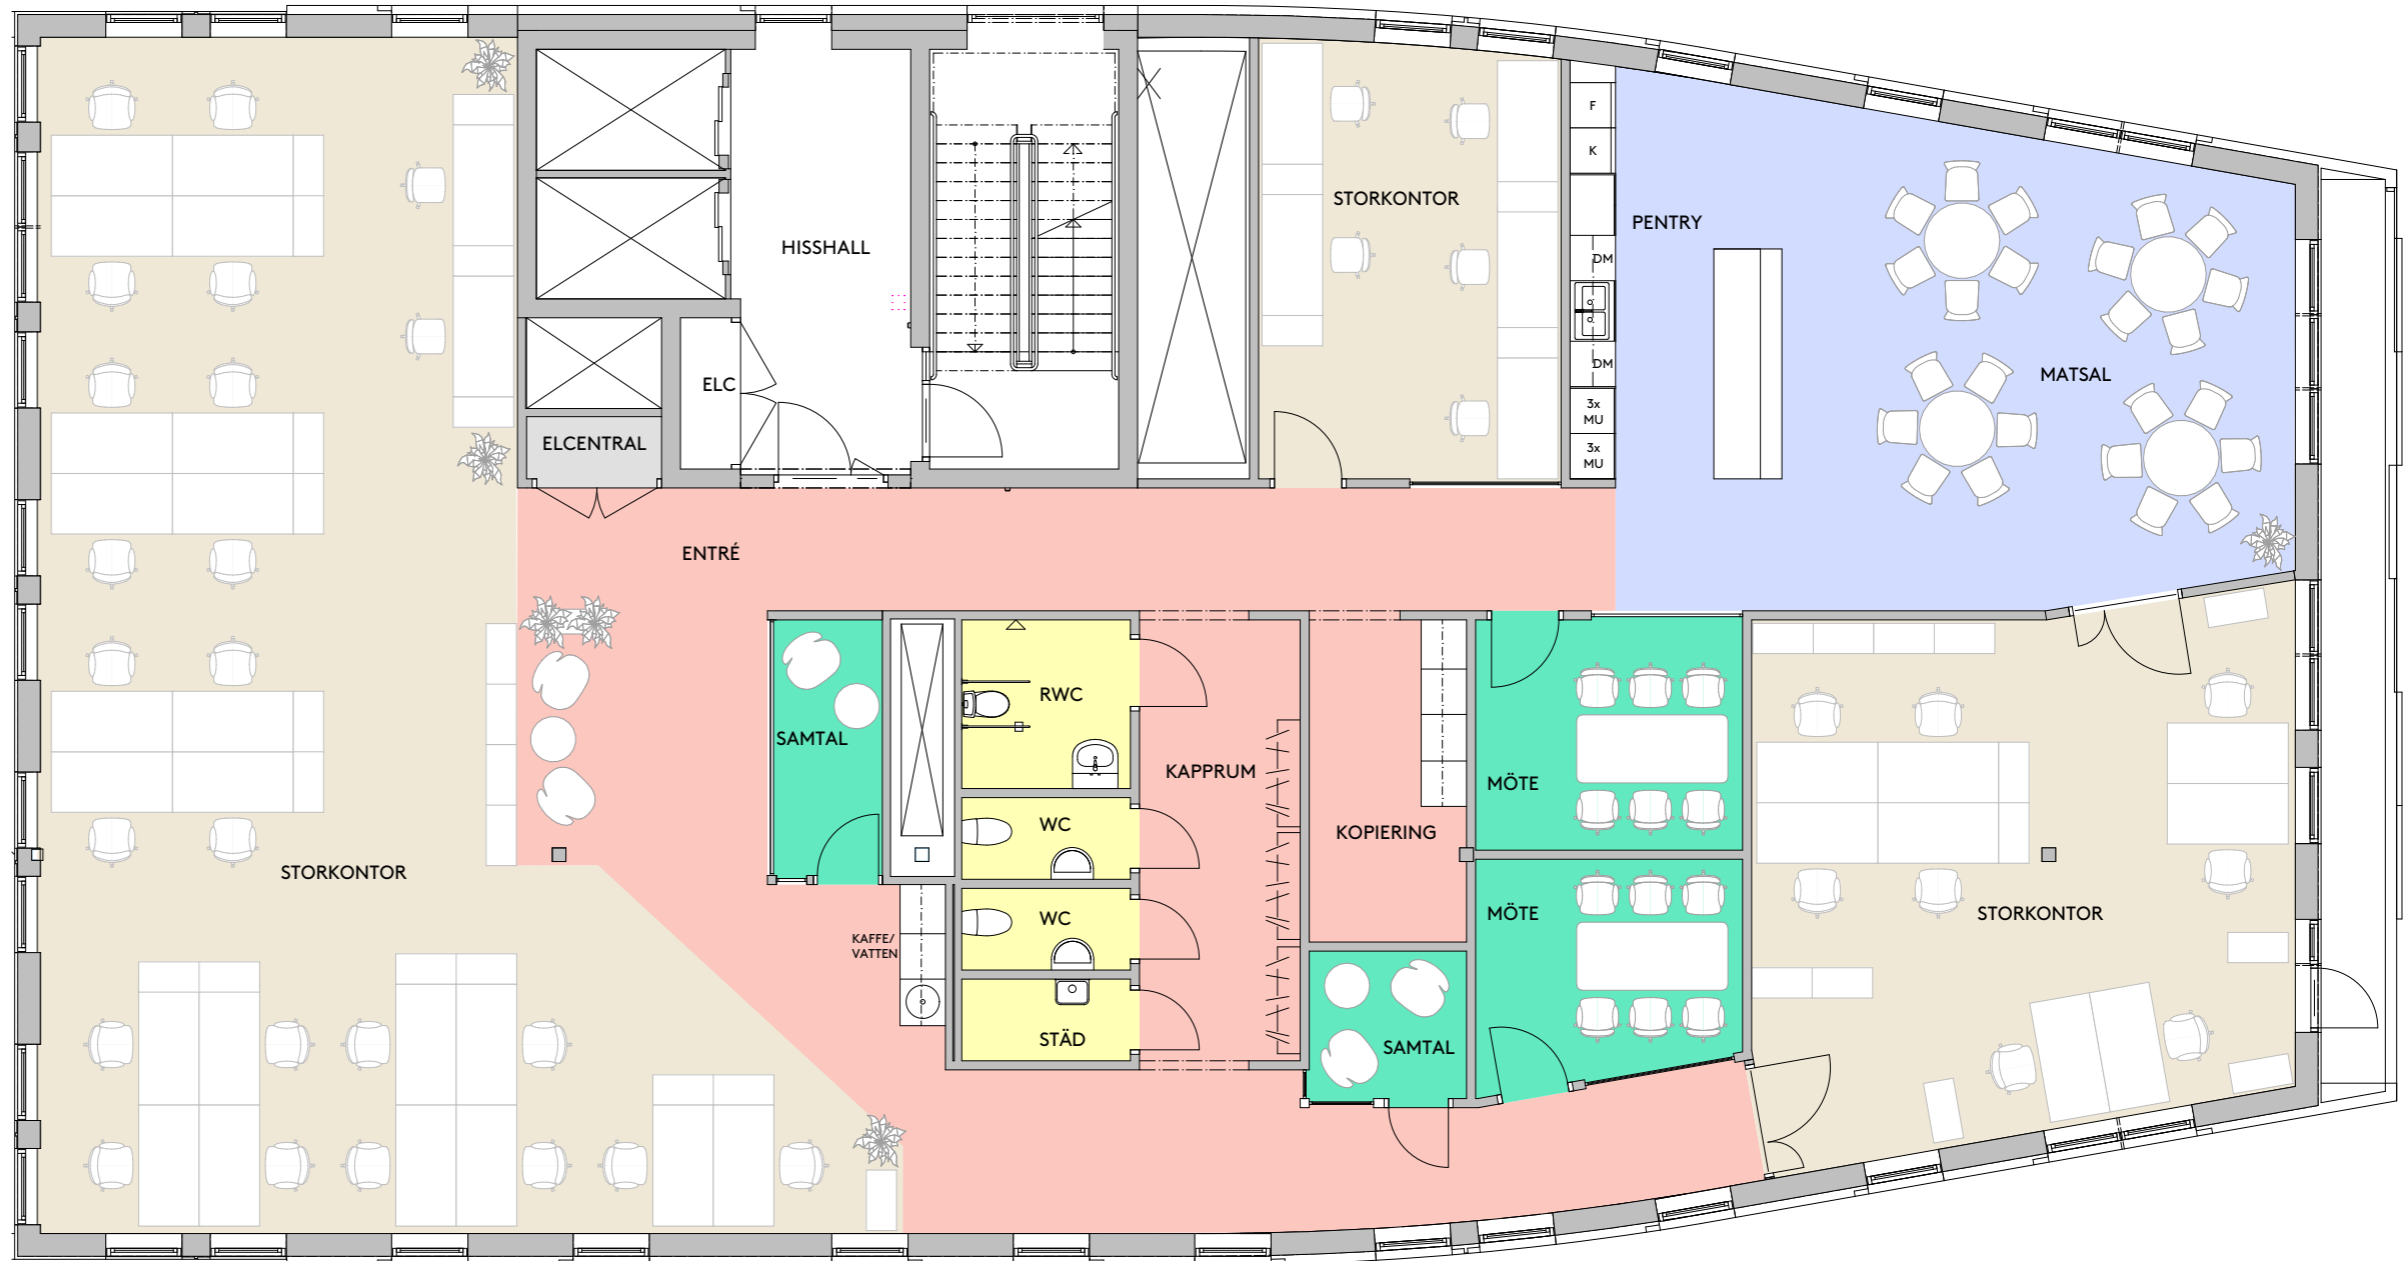 F
K
STORKONTOR
PENTRY
HISSHALL
DM
DM
MATSAL
ELC
3x
MU
3x
MU
ELCENTRAL
ENTRÉ
RWC
SAMTAL
KAPPRUM
MÖTE
WC
KOPIERING
STORKONTOR
MÖTE
STORKONTOR
WC
KAFFE/
VATTEN
STÄD
SAMTAL